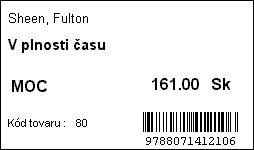 Sheen, Fulton
V plnosti času
MOC 161.00 Sk
Kód tovaru : 80
9788071412106